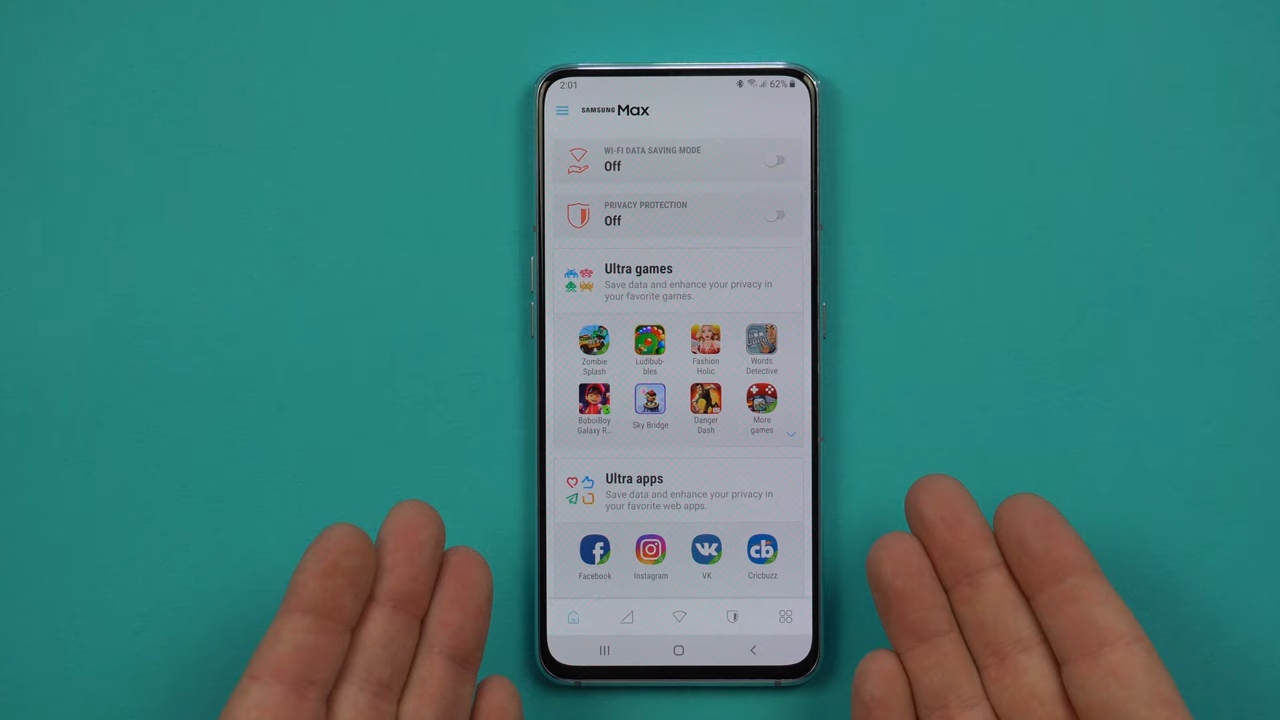 2:01
62%
SAMSUNG Max
WI-FI DATA SAVING MODE
Off
PRIVACY PROTECTION
Off
Ultra games
Save data and enhance your privacy in
your favorite games.
Zombie
Splash
Ludibub-
bles
Fashion
Holic
Words
Detective
BoboiBoy
Galaxy R...
Sky Bridge
Danger
Dash
More
games
Ultra apps
Save data and enhance your privacy in
your favorite web apps.
Facebook
Instagram
VK
Cricbuzz